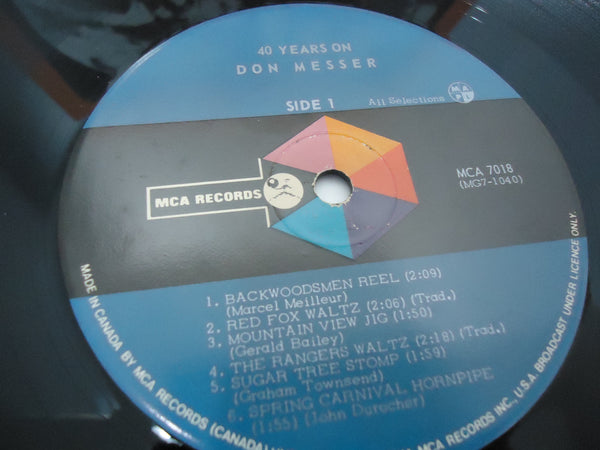 40 YEARS ON
DON MESSER
SIDE 1 All Selections MAPL
MCA RECORDS
MCA 7018
(MG7-1040)
1. BACKWOODSMEN REEL (2:09)
(Marcel Meilleur)
2. RED FOX WALTZ (2:06) (Trad.)
3. MOUNTAIN VIEW JIG (1:50)
(Gerald Bailey)
4. THE RANGERS WALTZ (2:18) (Trad.)
5. SUGAR TREE STOMP (1:59)
(Graham Townsend)
6. SPRING CARNIVAL HORNPIPE
(1:55) (John Durocher)
MADE IN CANADA BY MCA RECORDS (CANADA) MCA RECORDS INC., U.S.A. BROADCAST UNDER LICENCE ONLY.